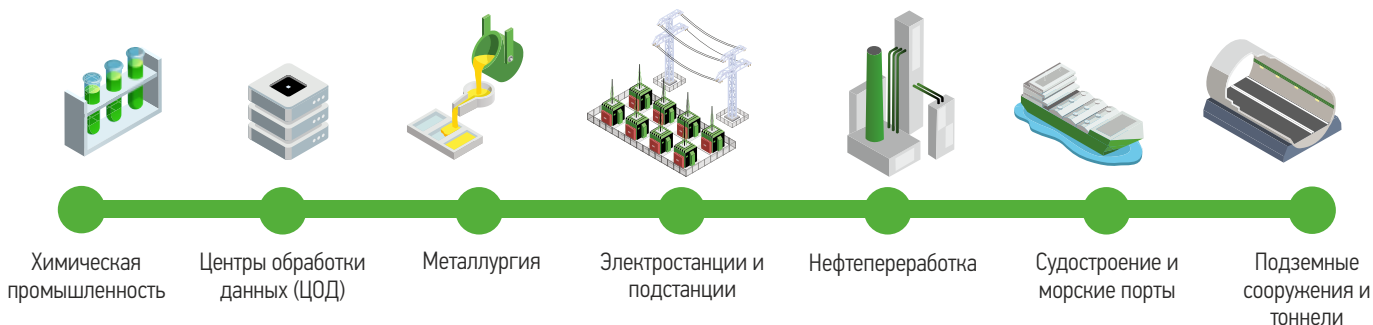 Химическая
промышленность
Центры обработки
данных (ЦОД)
Металлургия
Электростанции и
подстанции
Нефтепереработка
Судостроение и
морские порты
Подземные
сооружения и
тоннели